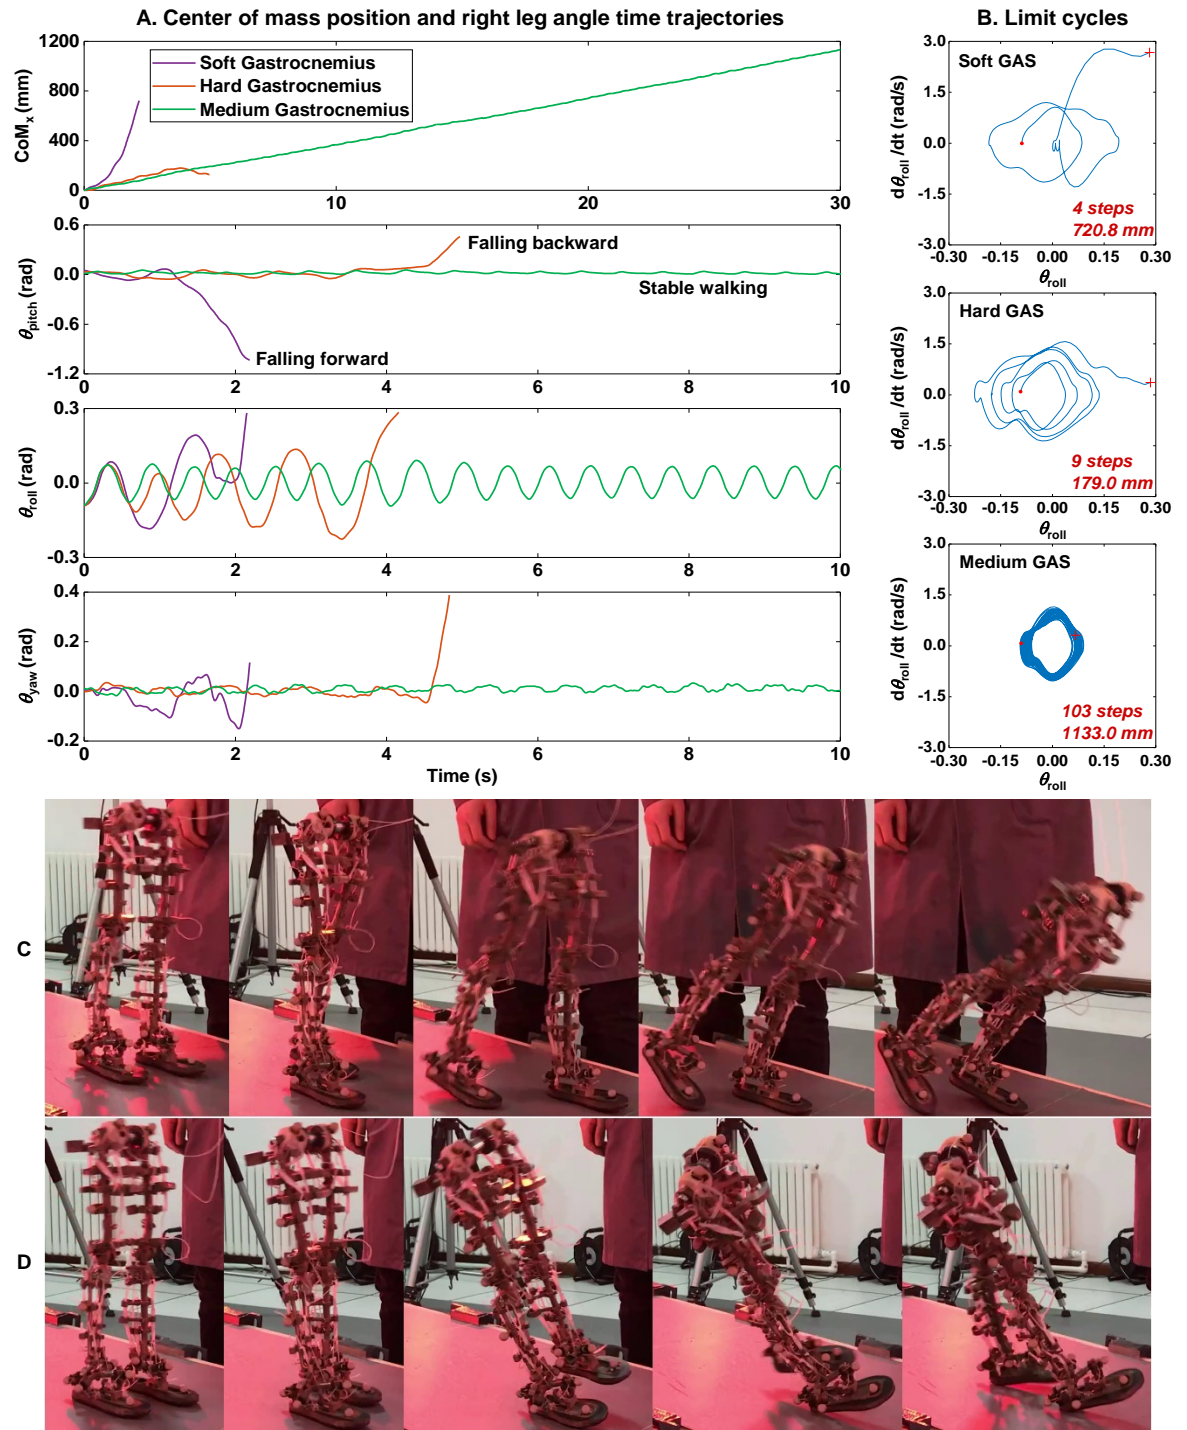 A. Center of mass position and right leg angle time trajectories
CoMx (mm)
1200
800
400
0
Soft Gastrocnemius
Hard Gastrocnemius
Medium Gastrocnemius
0 10 20 30
θpitch (rad)
0.6
0.0
-0.6
-1.2
Falling backward
Stable walking
Falling forward
0 2 4 6 8 10
θroll (rad)
0.3
0.0
-0.3
0 2 4 6 8 10
θyaw (rad)
0.4
0.2
0.0
-0.2
0 2 4 6 8 10
Time (s)
B. Limit cycles
dθroll /dt (rad/s)
3.0
1.5
0.0
-1.5
-3.0
Soft GAS
4 steps
720.8 mm
-0.30 -0.15 0.00 0.15 0.30
θroll
dθroll /dt (rad/s)
3.0
1.5
0.0
-1.5
-3.0
Hard GAS
9 steps
179.0 mm
-0.30 -0.15 0.00 0.15 0.30
θroll
dθroll /dt (rad/s)
3.0
1.5
0.0
-1.5
-3.0
Medium GAS
103 steps
1133.0 mm
-0.30 -0.15 0.00 0.15 0.30
θroll
C
D